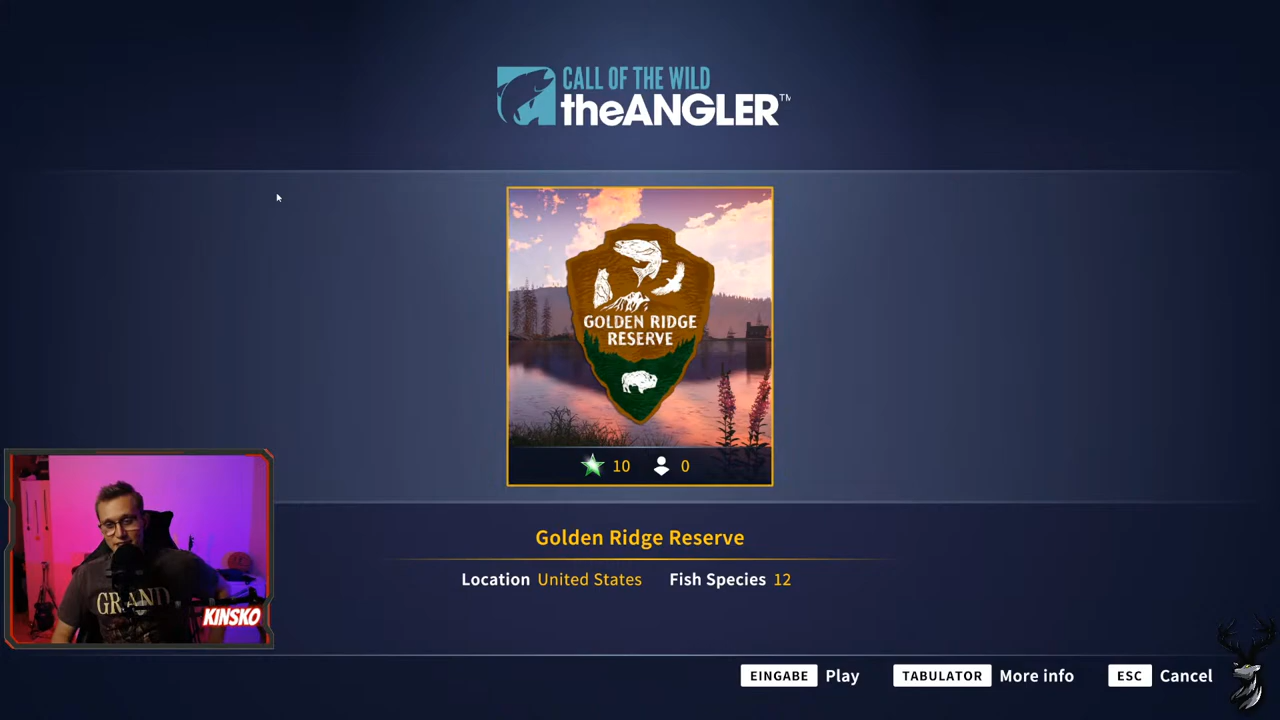 CALL OF THE WILD
theANGLER™
GOLDEN RIDGE
RESERVE
10 0
Golden Ridge Reserve
Location United States Fish Species 12
GRAND
KINSKO
EINGABE Play TABULATOR More info ESC Cancel